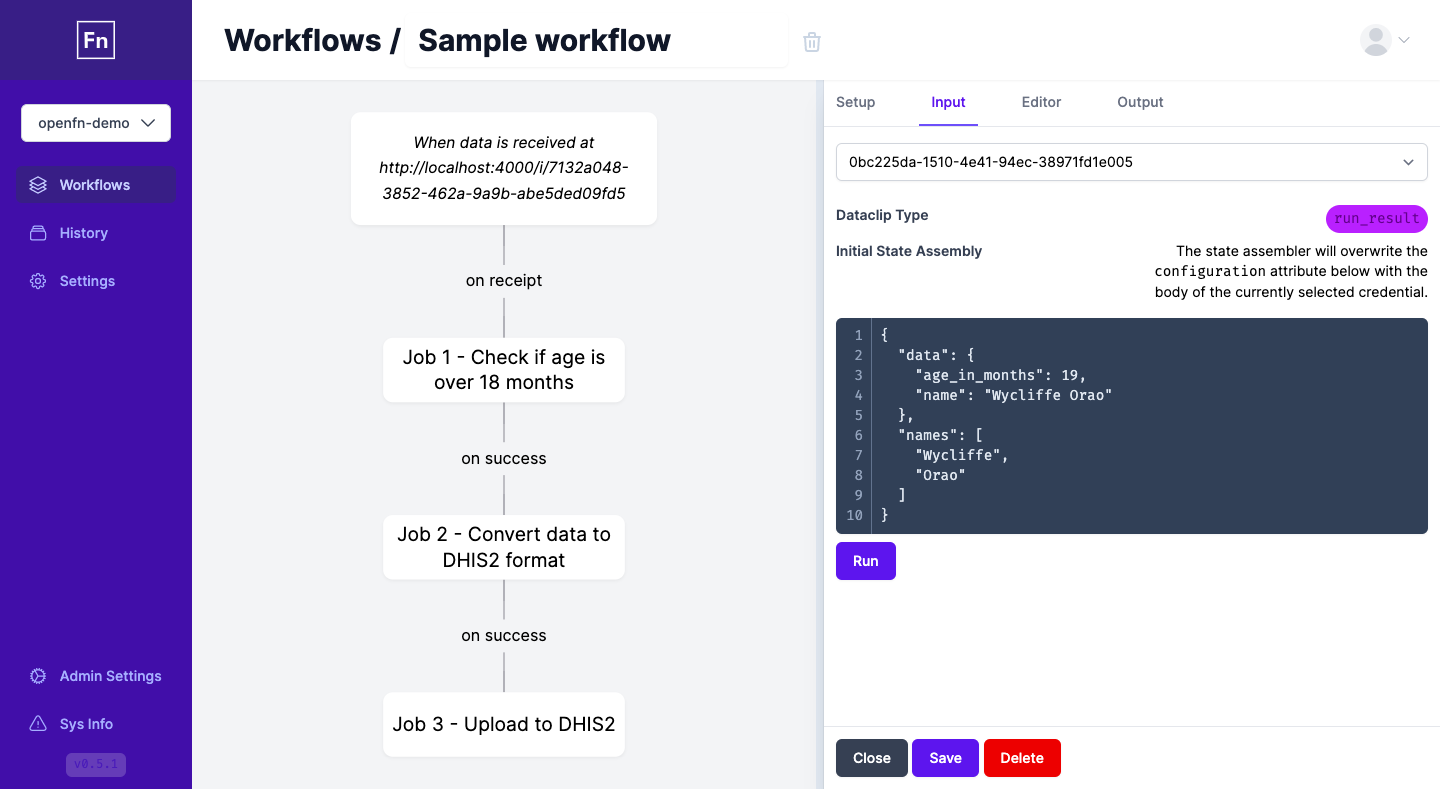 Fn
Workflows / Sample workflow
openfn-demo
Workflows
History
Settings
Admin Settings
Sys Info
v0.5.1
When data is received at
http://localhost:4000/i/7132a048-
3852-462a-9a9b-abe5ded09fd5
on receipt
Job 1 - Check if age is
over 18 months
on success
Job 2 - Convert data to
DHIS2 format
on success
Job 3 - Upload to DHIS2
Setup Input Editor Output
0bc225da-1510-4e41-94ec-38971fd1e005
Dataclip Type run_result
Initial State Assembly The state assembler will overwrite the
configuration attribute below with the
body of the currently selected credential.
1 {
2 "data": {
3 "age_in_months": 19,
4 "name": "Wycliffe Orao"
5 },
6 "names": [
7 "Wycliffe",
8 "Orao"
9 ]
10 }
Run
Close Save Delete